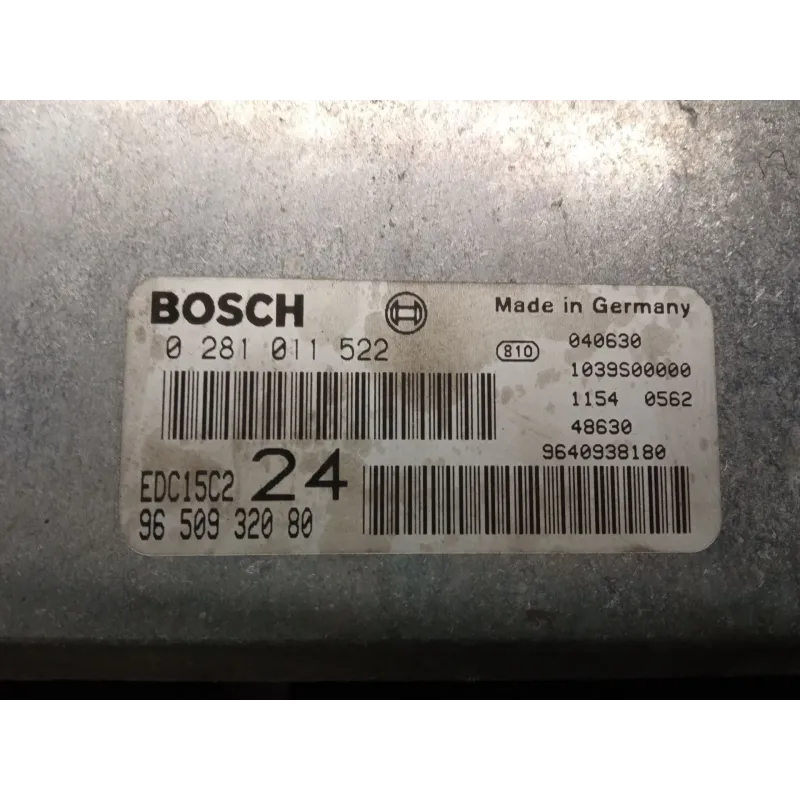 BOSCH
Made in Germany
0 281 011 522
810
040630
1039S00000
1154 0562
48630
9640938180
EDC15C2 24
96 509 320 80